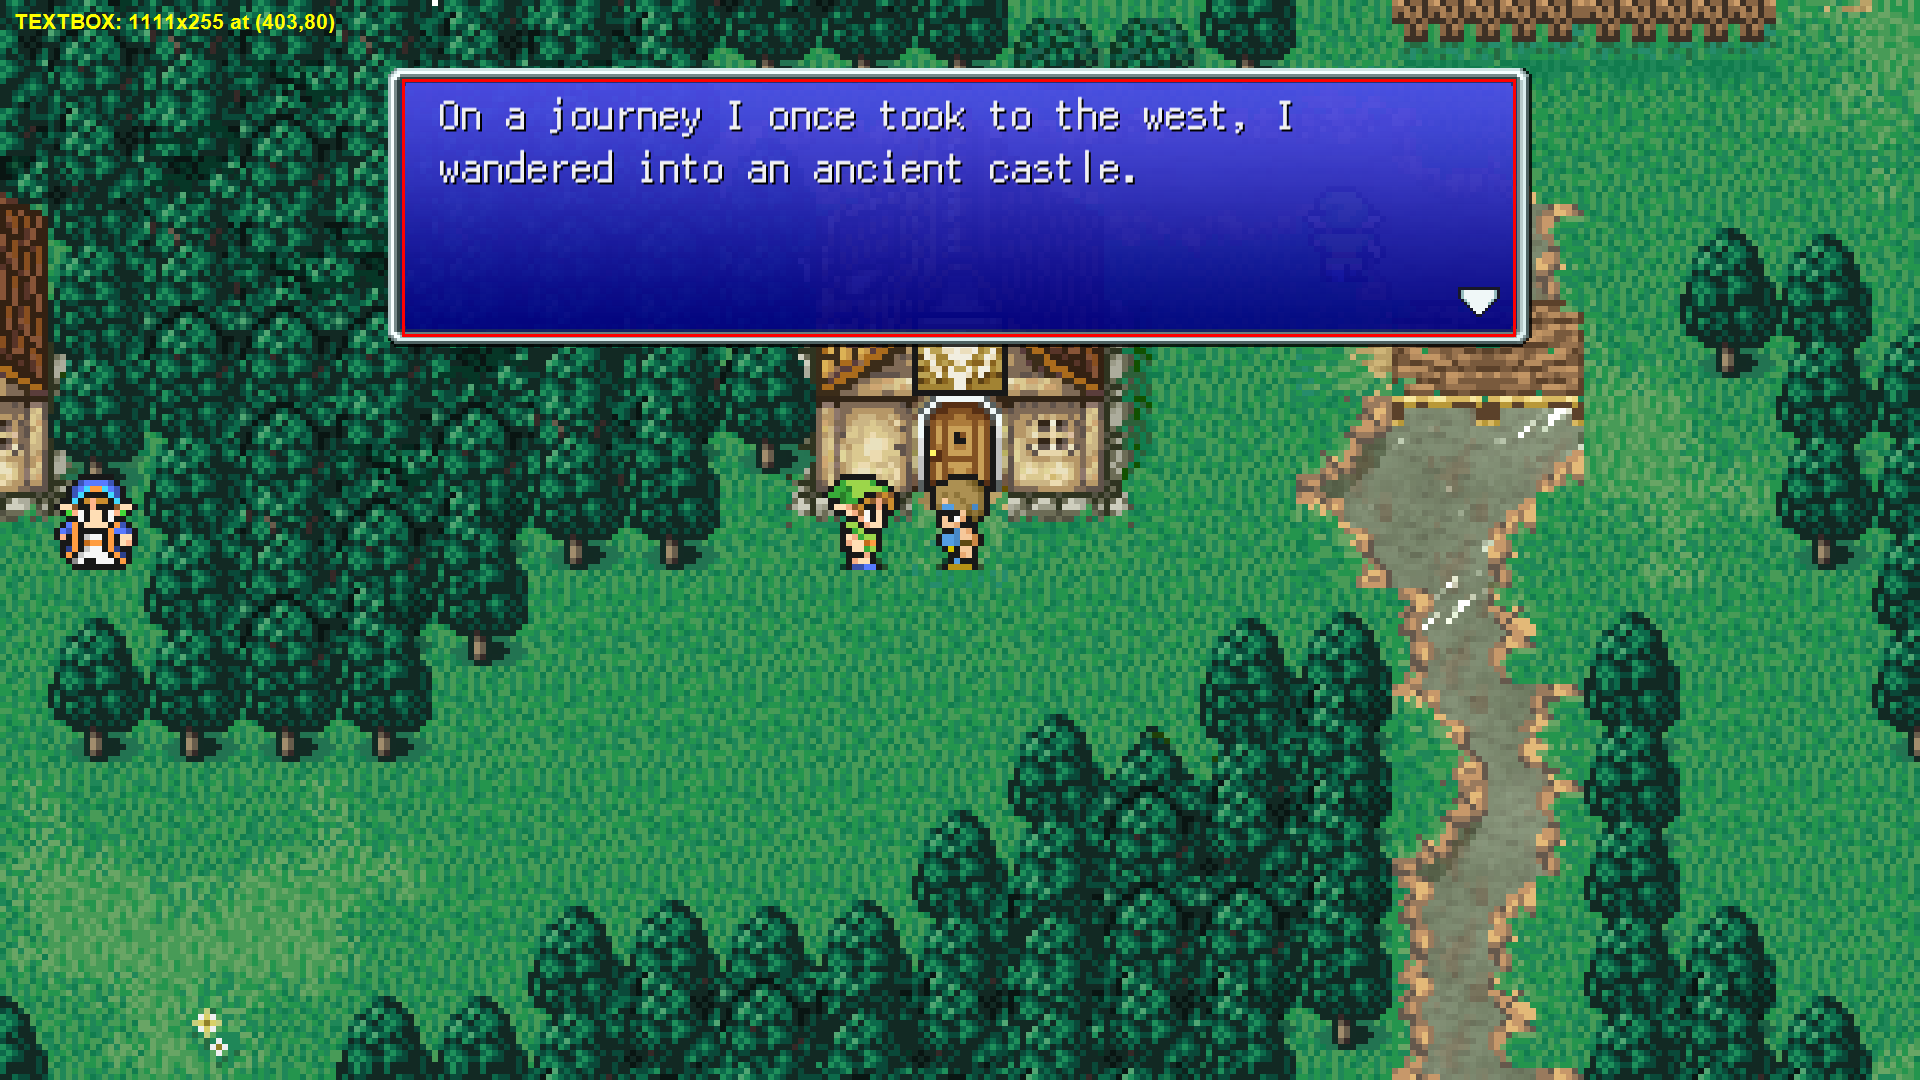 TEXTBOX: 1111x255 at (403,80)
On a journey I once took to the west, I
wandered into an ancient castle.